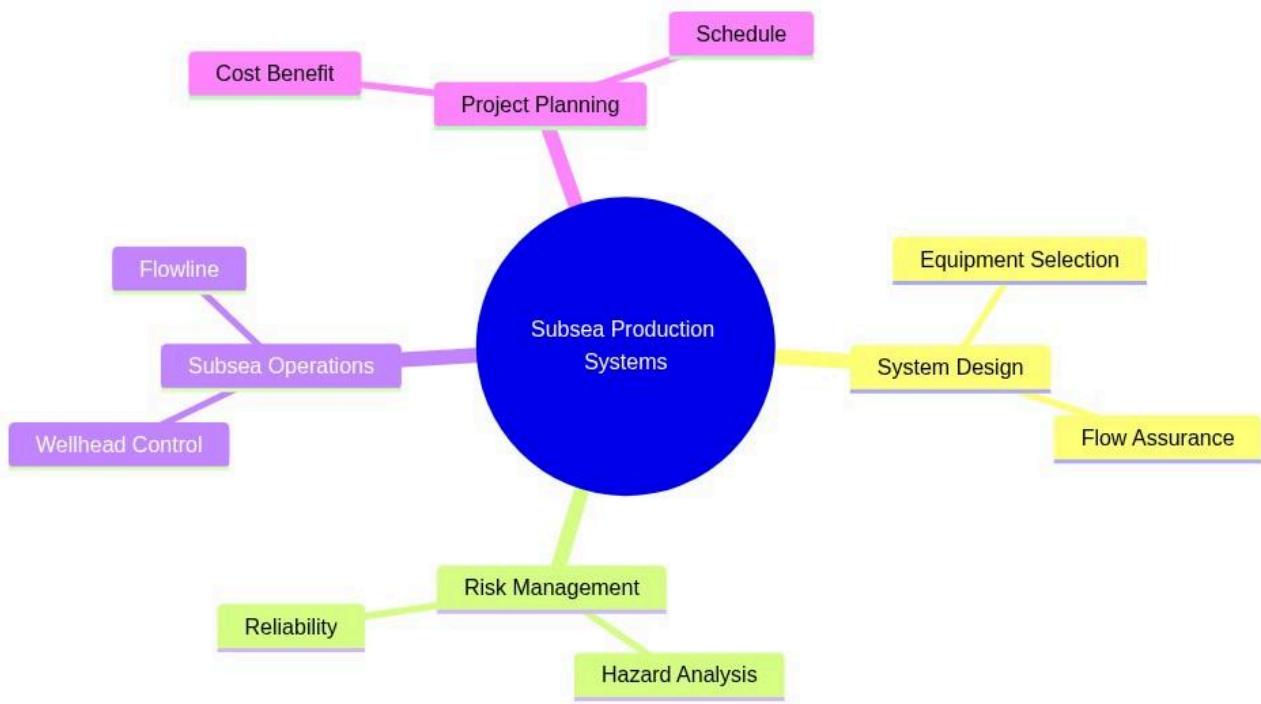 Schedule
Cost Benefit
Project Planning
Equipment Selection
Flowline
Subsea Production
Systems
Subsea Operations
System Design
Wellhead Control
Flow Assurance
Risk Management
Reliability
Hazard Analysis